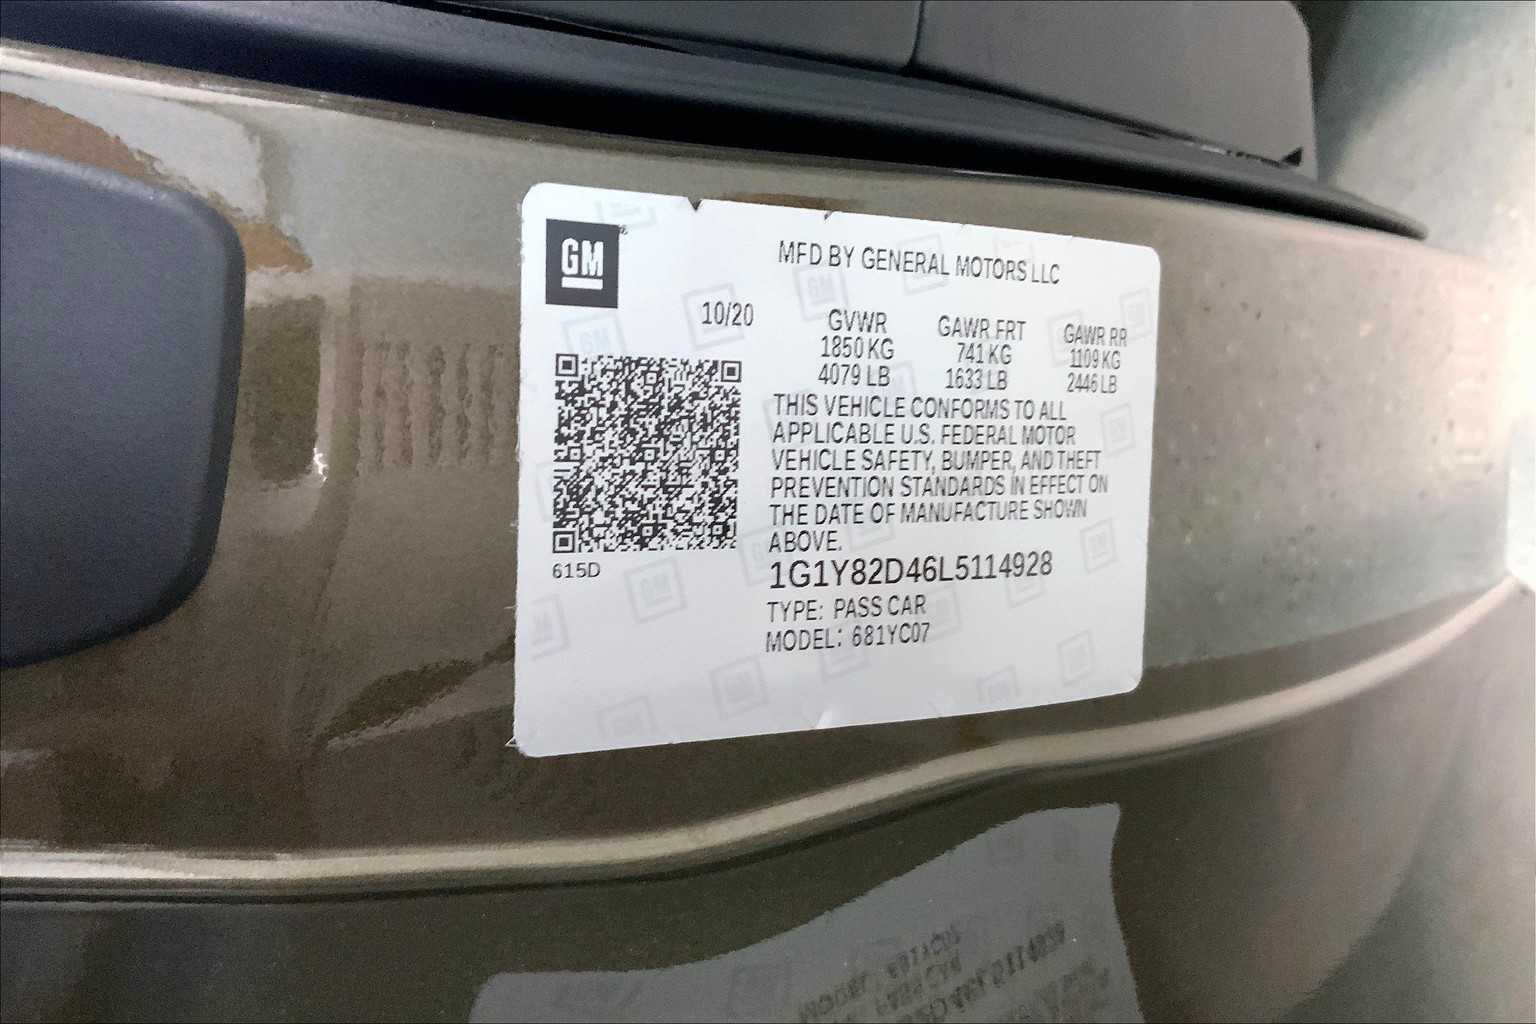 GM
MFD BY GENERAL MOTORS LLC
10/20
GVWR GAWR FRT GAWR RR
1850 KG 741 KG 1109 KG
4079 LB 1633 LB 2446 LB
THIS VEHICLE CONFORMS TO ALL
APPLICABLE U.S. FEDERAL MOTOR
VEHICLE SAFETY, BUMPER, AND THEFT
PREVENTION STANDARDS IN EFFECT ON
THE DATE OF MANUFACTURE SHOWN
ABOVE.
615D
1G1Y82D46L5114928
TYPE: PASS CAR
MODEL: 681YC07